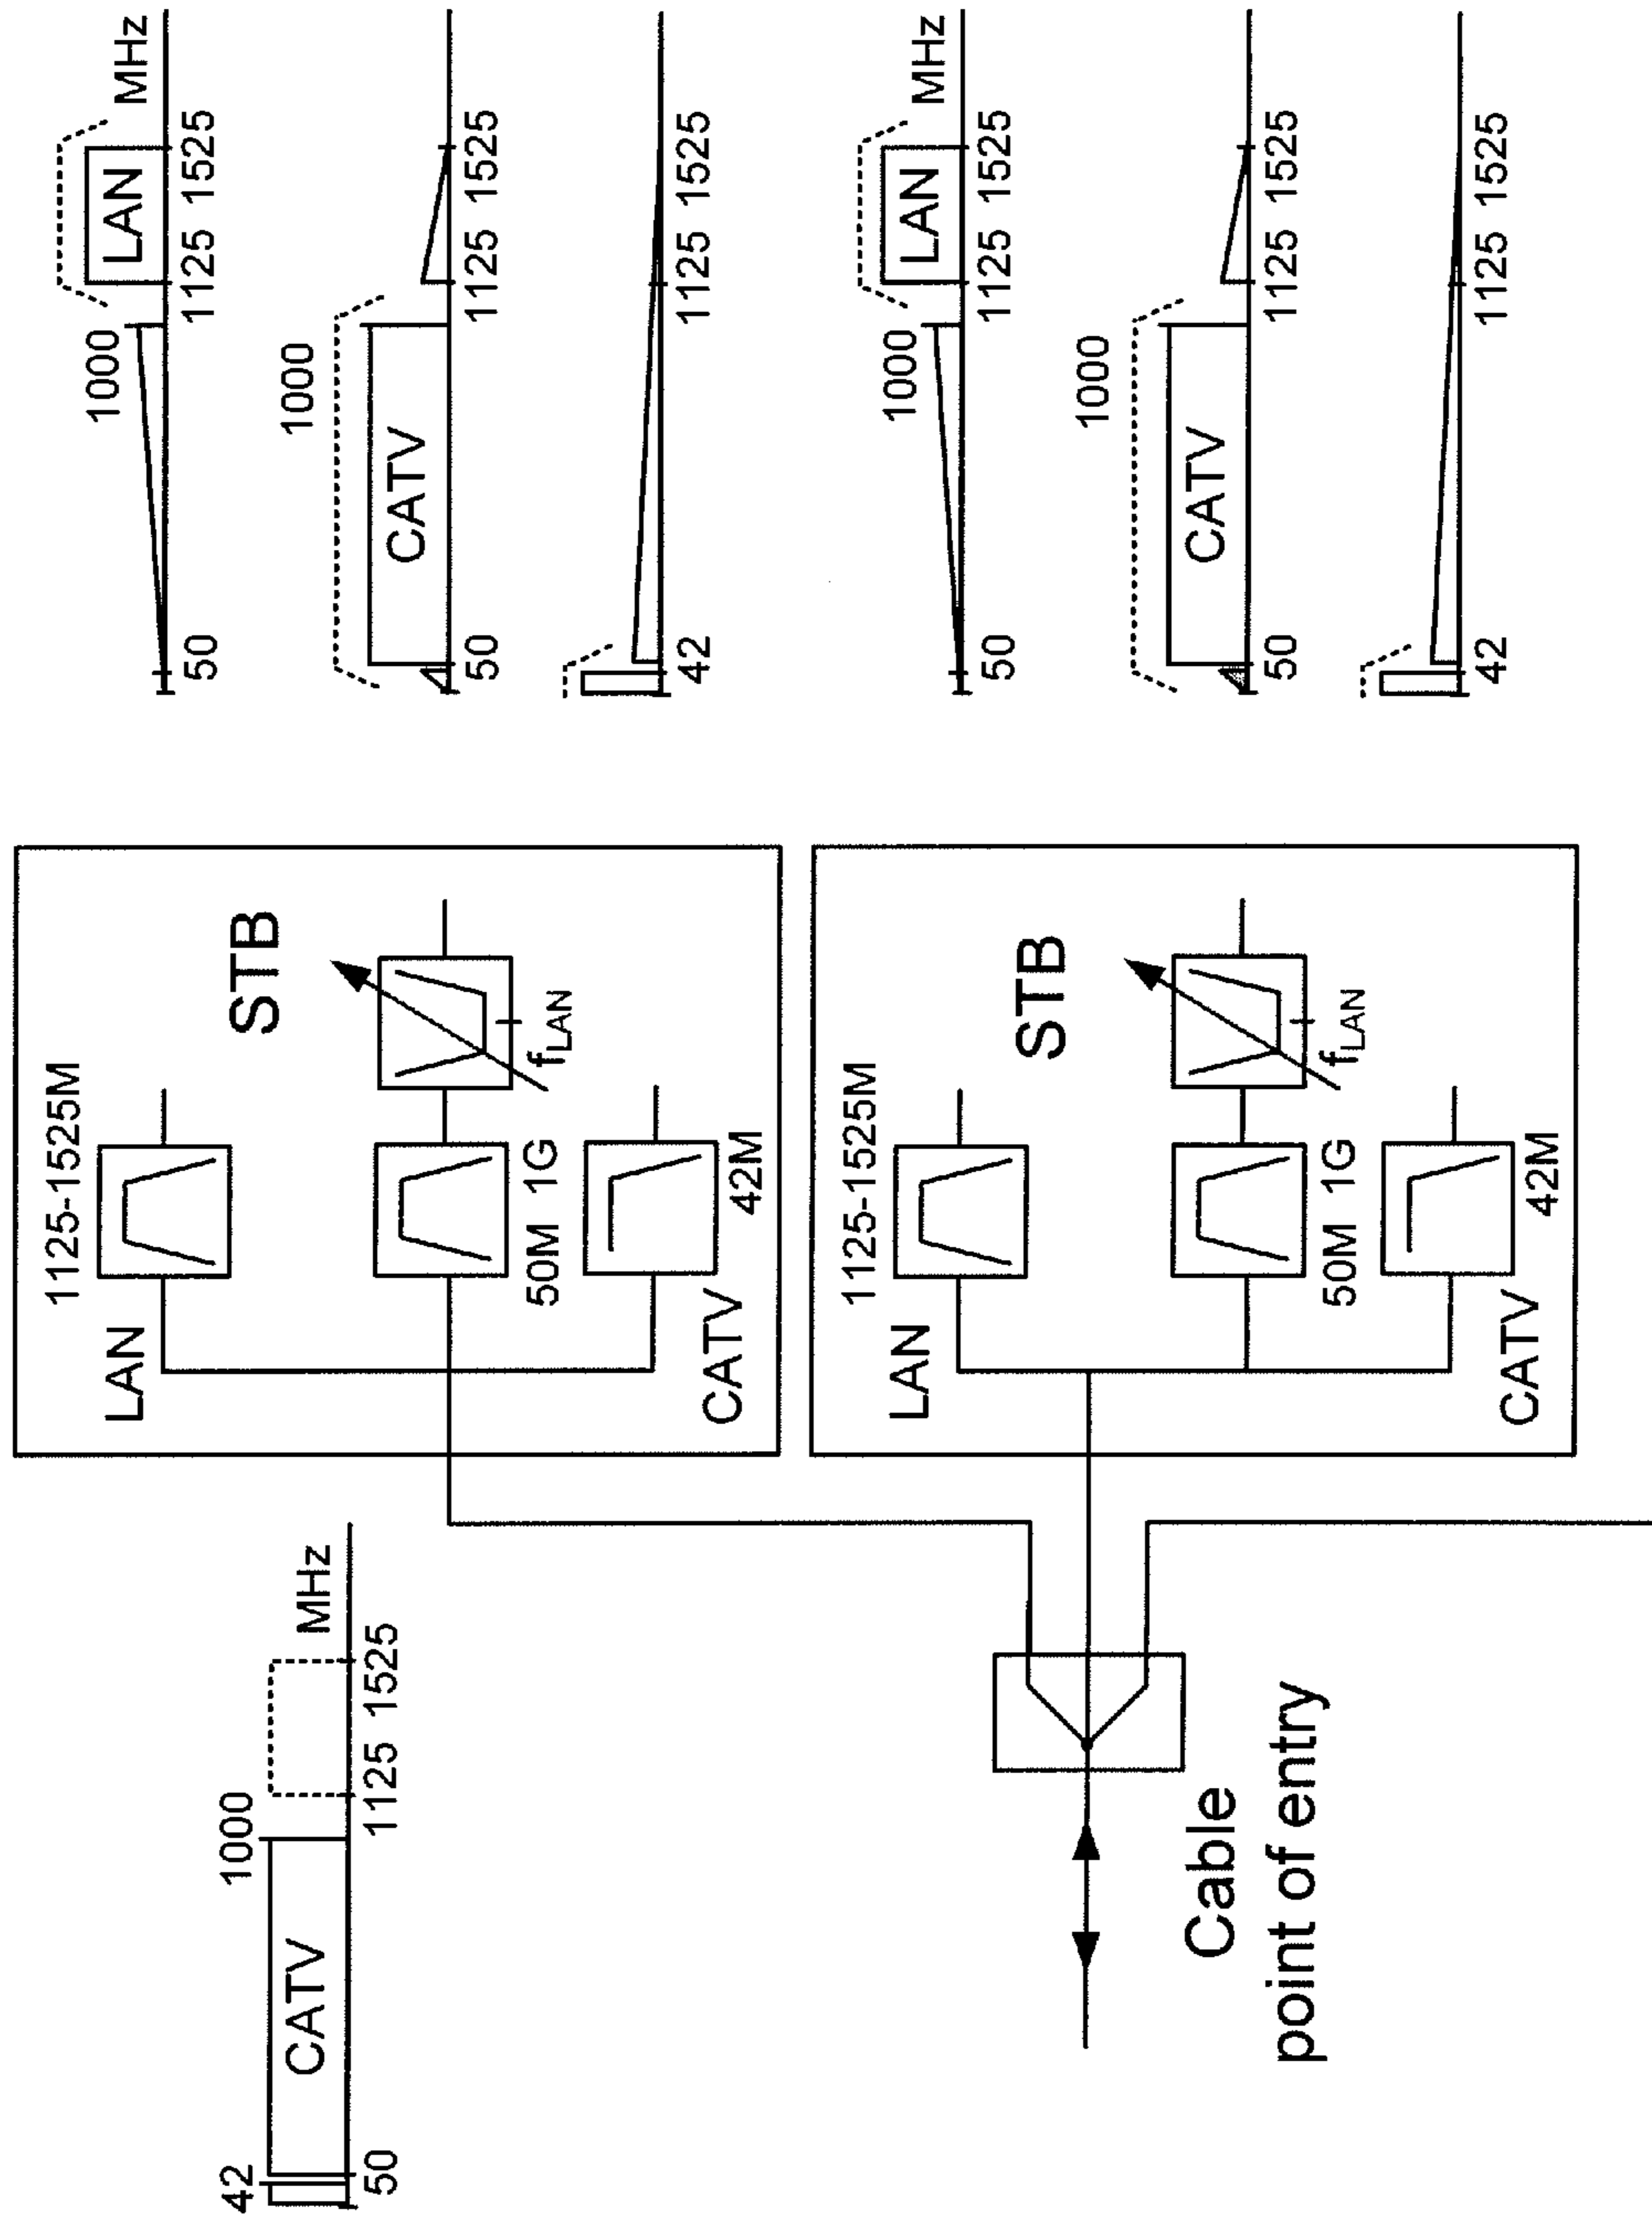 42
1000
CATV
MHz
50
1125 1525
Cable
point of entry
LAN
1125-1525M
STB
f_LAN
50M 1G
CATV
42M
LAN
1125-1525M
STB
f_LAN
50M 1G
CATV
42M
1000
LAN
MHz
50
1125 1525
1000
CATV
50
1125 1525
42
1125 1525
1000
LAN
MHz
50
1125 1525
1000
CATV
50
1125 1525
42
1125 1525